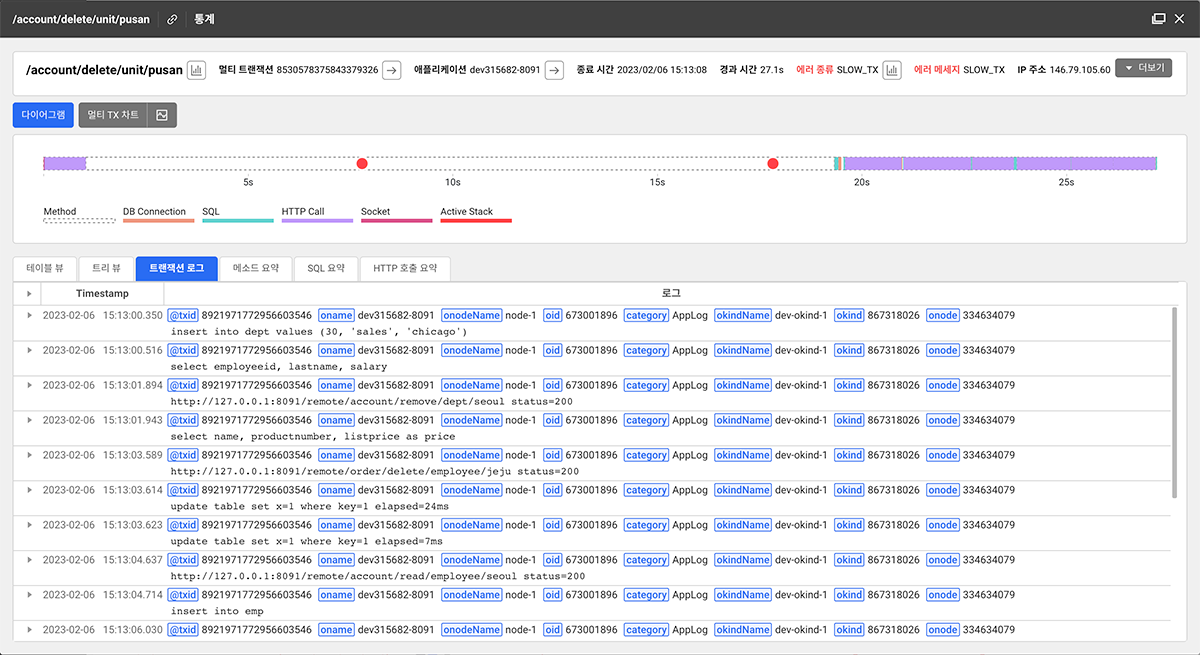 /account/delete/unit/pusan 통계
/account/delete/unit/pusan 멀티 트랜잭션 8530578375843379326 애플리케이션 dev315682-8091 종료 시간 2023/02/06 15:13:08 경과 시간 27.1s 에러 종류 SLOW_TX 에러 메세지 SLOW_TX IP 주소 146.79.105.60 더보기
다이어그램 멀티 TX 차트
5s 10s 15s 20s 25s
Method DB Connection SQL HTTP Call Socket Active Stack
테이블 뷰 트리 뷰 트랜잭션 로그 메소드 요약 SQL 요약 HTTP 호출 요약
Timestamp 로그
2023-02-06 15:13:00.350 @txid 8921971772956603546 oname dev315682-8091 onodeName node-1 oid 673001896 category AppLog okindName dev-okind-1 okind 867318026 onode 334634079
insert into dept values (30, 'sales', 'chicago')
2023-02-06 15:13:00.516 @txid 8921971772956603546 oname dev315682-8091 onodeName node-1 oid 673001896 category AppLog okindName dev-okind-1 okind 867318026 onode 334634079
select employeeid, lastname, salary
2023-02-06 15:13:01.894 @txid 8921971772956603546 oname dev315682-8091 onodeName node-1 oid 673001896 category AppLog okindName dev-okind-1 okind 867318026 onode 334634079
http://127.0.0.1:8091/remote/account/remove/dept/seoul status=200
2023-02-06 15:13:01.943 @txid 8921971772956603546 oname dev315682-8091 onodeName node-1 oid 673001896 category AppLog okindName dev-okind-1 okind 867318026 onode 334634079
select name, productnumber, listprice as price
2023-02-06 15:13:03.589 @txid 8921971772956603546 oname dev315682-8091 onodeName node-1 oid 673001896 category AppLog okindName dev-okind-1 okind 867318026 onode 334634079
http://127.0.0.1:8091/remote/order/delete/employee/jeju status=200
2023-02-06 15:13:03.614 @txid 8921971772956603546 oname dev315682-8091 onodeName node-1 oid 673001896 category AppLog okindName dev-okind-1 okind 867318026 onode 334634079
update table set x=1 where key=1 elapsed=24ms
2023-02-06 15:13:03.623 @txid 8921971772956603546 oname dev315682-8091 onodeName node-1 oid 673001896 category AppLog okindName dev-okind-1 okind 867318026 onode 334634079
update table set x=1 where key=1 elapsed=7ms
2023-02-06 15:13:04.637 @txid 8921971772956603546 oname dev315682-8091 onodeName node-1 oid 673001896 category AppLog okindName dev-okind-1 okind 867318026 onode 334634079
http://127.0.0.1:8091/remote/account/read/employee/seoul status=200
2023-02-06 15:13:04.714 @txid 8921971772956603546 oname dev315682-8091 onodeName node-1 oid 673001896 category AppLog okindName dev-okind-1 okind 867318026 onode 334634079
insert into emp
2023-02-06 15:13:06.030 @txid 8921971772956603546 oname dev315682-8091 onodeName node-1 oid 673001896 category AppLog okindName dev-okind-1 okind 867318026 onode 334634079